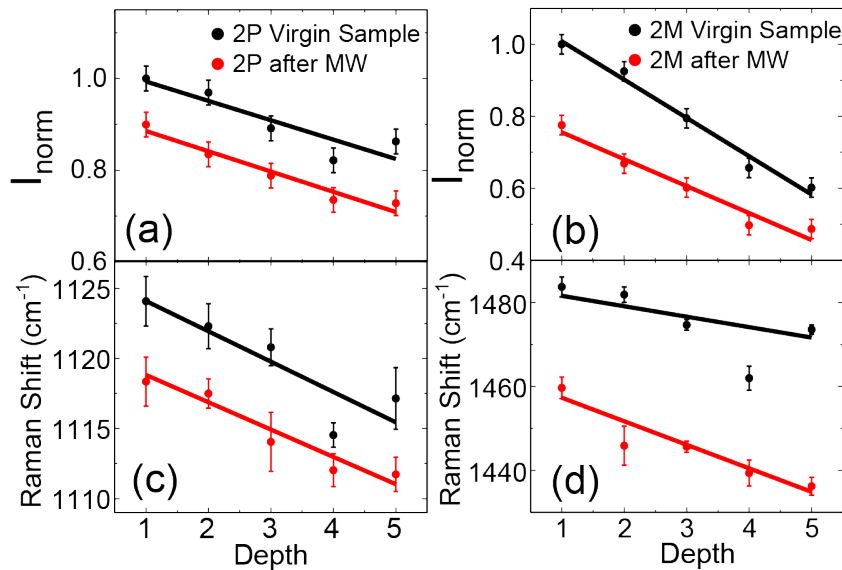 2P Virgin Sample
2P after MW
1.0
0.8
0.6
I_norm
(a)
2M Virgin Sample
2M after MW
1.0
0.8
0.6
0.4
I_norm
(b)
1125
1120
1115
1110
Raman Shift (cm⁻¹)
(c)
1 2 3 4 5
Depth
1480
1460
1440
Raman Shift (cm⁻¹)
(d)
1 2 3 4 5
Depth